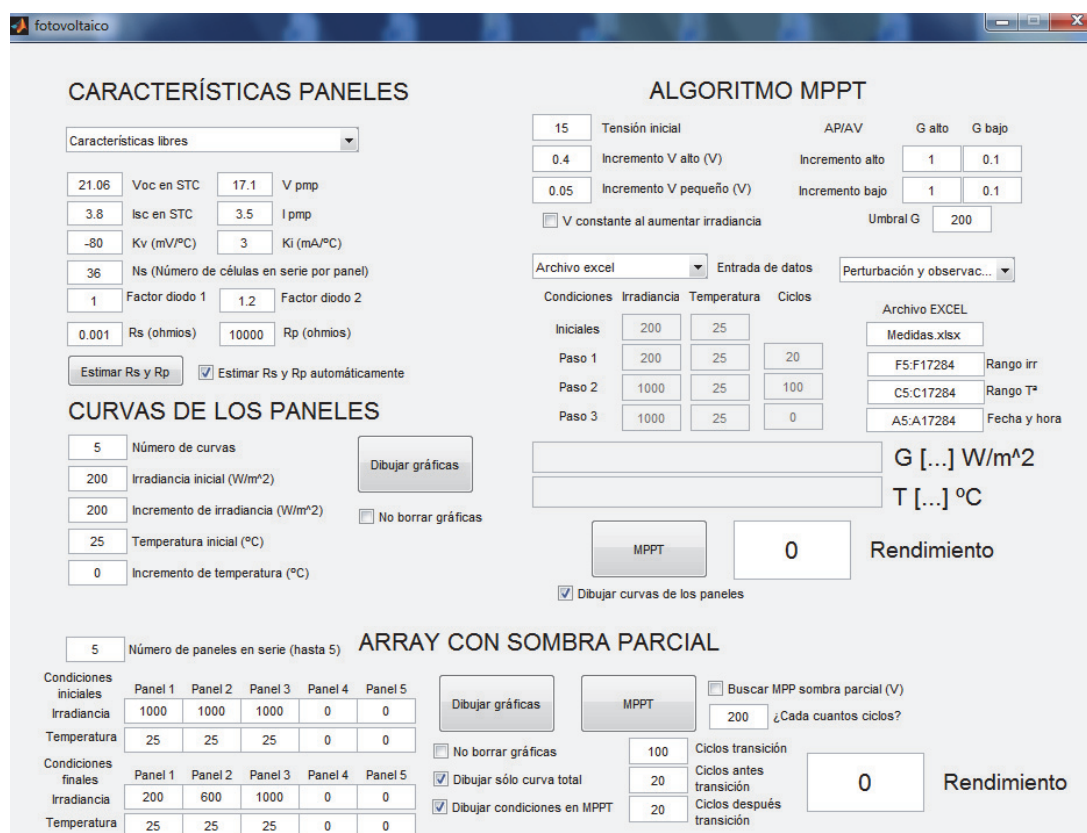 fotovoltaico
CARACTERÍSTICAS PANELES
Características libres
21.06 Voc en STC 17.1 V pmp
3.8 Isc en STC 3.5 I pmp
-80 Kv (mV/ºC) 3 Ki (mA/ºC)
36 Ns (Número de células en serie por panel)
1 Factor diodo 1 1.2 Factor diodo 2
0.001 Rs (ohmios) 10000 Rp (ohmios)
Estimar Rs y Rp Estimar Rs y Rp automáticamente
CURVAS DE LOS PANELES
5 Número de curvas
200 Irradiancia inicial (W/m^2)
200 Incremento de irradiancia (W/m^2)
25 Temperatura inicial (ºC)
0 Incremento de temperatura (ºC)
Dibujar gráficas
No borrar gráficas
ALGORITMO MPPT
15 Tensión inicial AP/AV G alto G bajo
0.4 Incremento V alto (V) Incremento alto 1 0.1
0.05 Incremento V pequeño (V) Incremento bajo 1 0.1
V constante al aumentar irradiancia Umbral G 200
Archivo excel Entrada de datos Perturbación y observac...
Condiciones Irradiancia Temperatura Ciclos
Iniciales 200 25
Paso 1 200 25 20
Paso 2 1000 25 100
Paso 3 1000 25 0
Archivo EXCEL
Medidas.xlsx
F5:F17284 Rango irr
C5:C17284 Rango Tª
A5:A17284 Fecha y hora
G [...] W/m^2
T [...] ºC
MPPT 0 Rendimiento
Dibujar curvas de los paneles
ARRAY CON SOMBRA PARCIAL
5 Número de paneles en serie (hasta 5)
Condiciones
iniciales Panel 1 Panel 2 Panel 3 Panel 4 Panel 5
Irradiancia 1000 1000 1000 0 0
Temperatura 25 25 25 0 0
Condiciones
finales Panel 1 Panel 2 Panel 3 Panel 4 Panel 5
Irradiancia 200 600 1000 0 0
Temperatura 25 25 25 0 0
Dibujar gráficas MPPT
Buscar MPP sombra parcial (V)
200 ¿Cada cuantos ciclos?
No borrar gráficas
Dibujar sólo curva total
Dibujar condiciones en MPPT
100 Ciclos transición
20 Ciclos antes
transición
20 Ciclos después
transición
0 Rendimiento